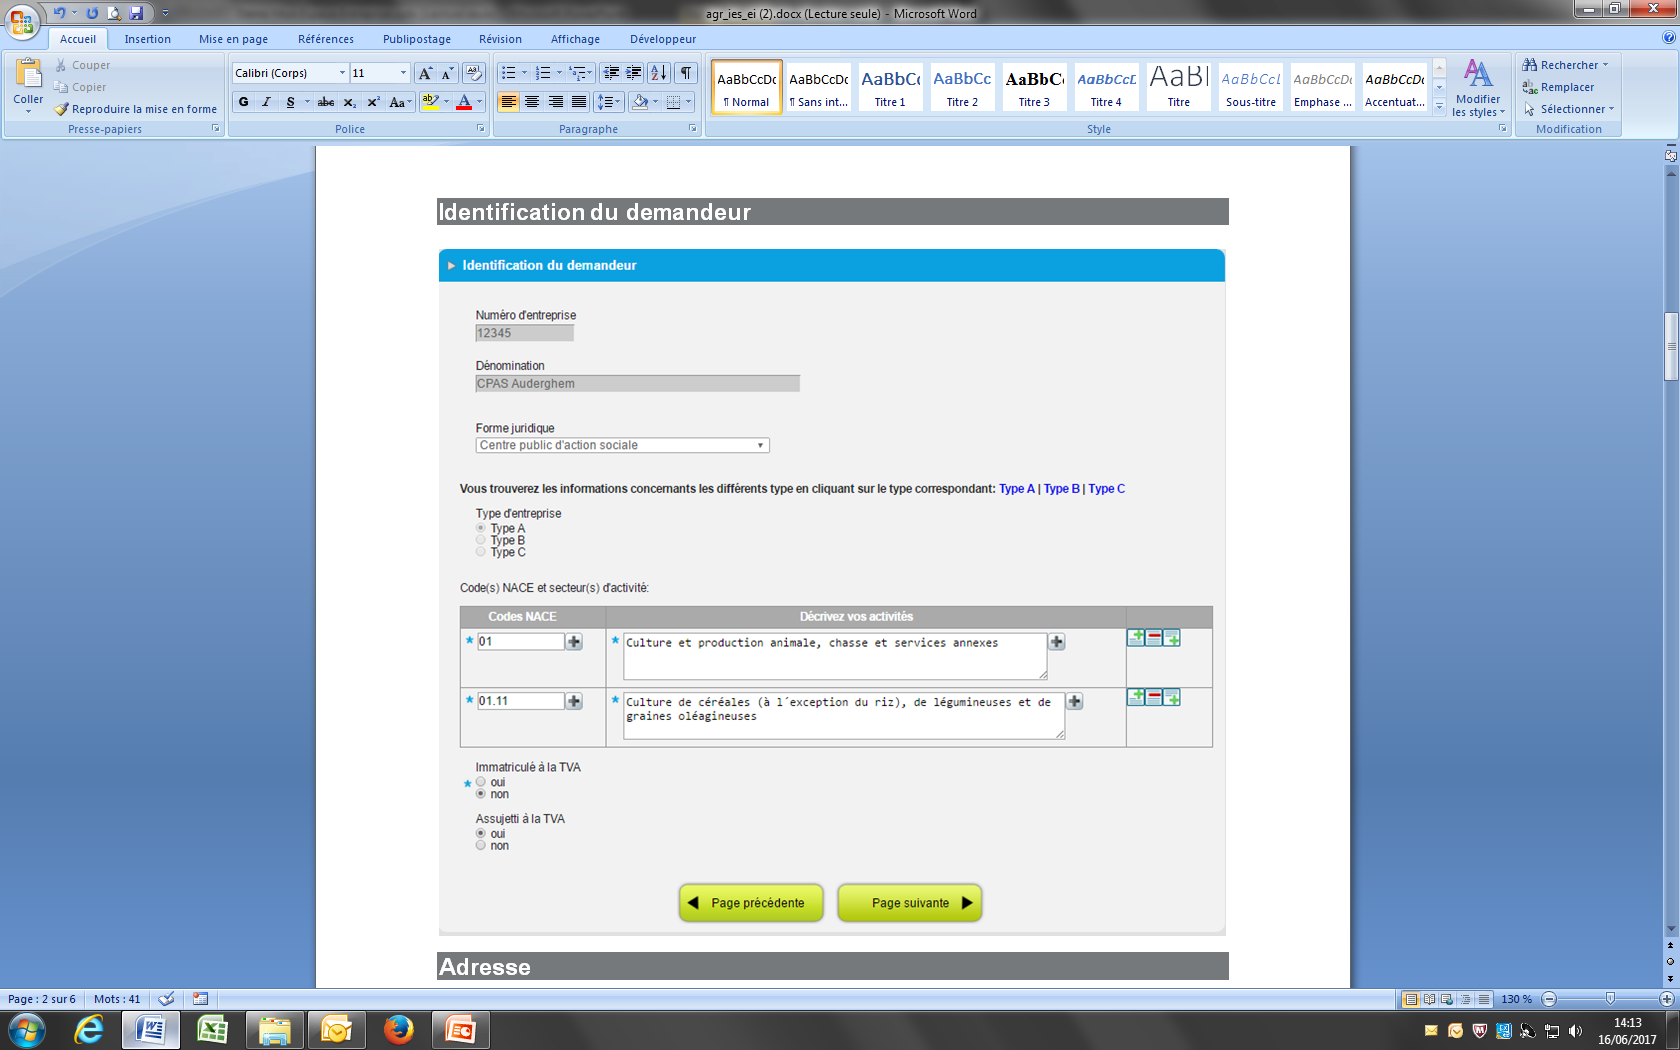 agr_ies_ei (2).docx (Lecture seule) - Microsoft Word
Accueil Insertion Mise en page Références Publipostage Révision Affichage Développeur
Coller
Couper
Copier
Reproduire la mise en forme
Presse-papiers
Calibri (Corps) 11
G I S abc x₂ x² Aa ab A
Police
Paragraphe
AaBbCcDc AaBbCcDc AaBbCc AaBbCc AaBbC AaBbCcL AaBl AaBbCcL AaBbCcDc AaBbCcDc
¶ Normal ¶ Sans int... Titre 1 Titre 2 Titre 3 Titre 4 Titre Sous-titre Emphase ... Accentuat...
Style
Modifier
les styles
Rechercher
Remplacer
Sélectionner
Modification
Identification du demandeur
Identification du demandeur
Numéro d'entreprise
12345
Dénomination
CPAS Auderghem
Forme juridique
Centre public d'action sociale
Vous trouverez les informations concernants les différents type en cliquant sur le type correspondant: Type A | Type B | Type C
Type d'entreprise
Type A
Type B
Type C
Code(s) NACE et secteur(s) d'activité:
Codes NACE Décrivez vos activités
* 01 * Culture et production animale, chasse et services annexes
* 01.11 * Culture de céréales (à l´exception du riz), de légumineuses et de
graines oléagineuses
Immatriculé à la TVA
* oui
non
Assujetti à la TVA
oui
non
Page précédente Page suivante
Adresse
Page : 2 sur 6 Mots : 41 130 %
14:13
16/06/2017